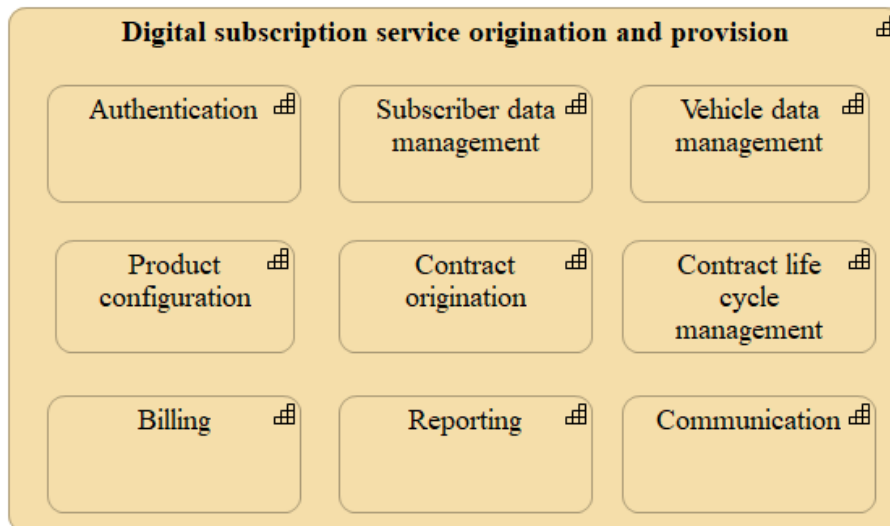 Digital subscription service origination and provision
Authentication
Subscriber data
management
Vehicle data
management
Product
configuration
Contract
origination
Contract life
cycle
management
Billing
Reporting
Communication